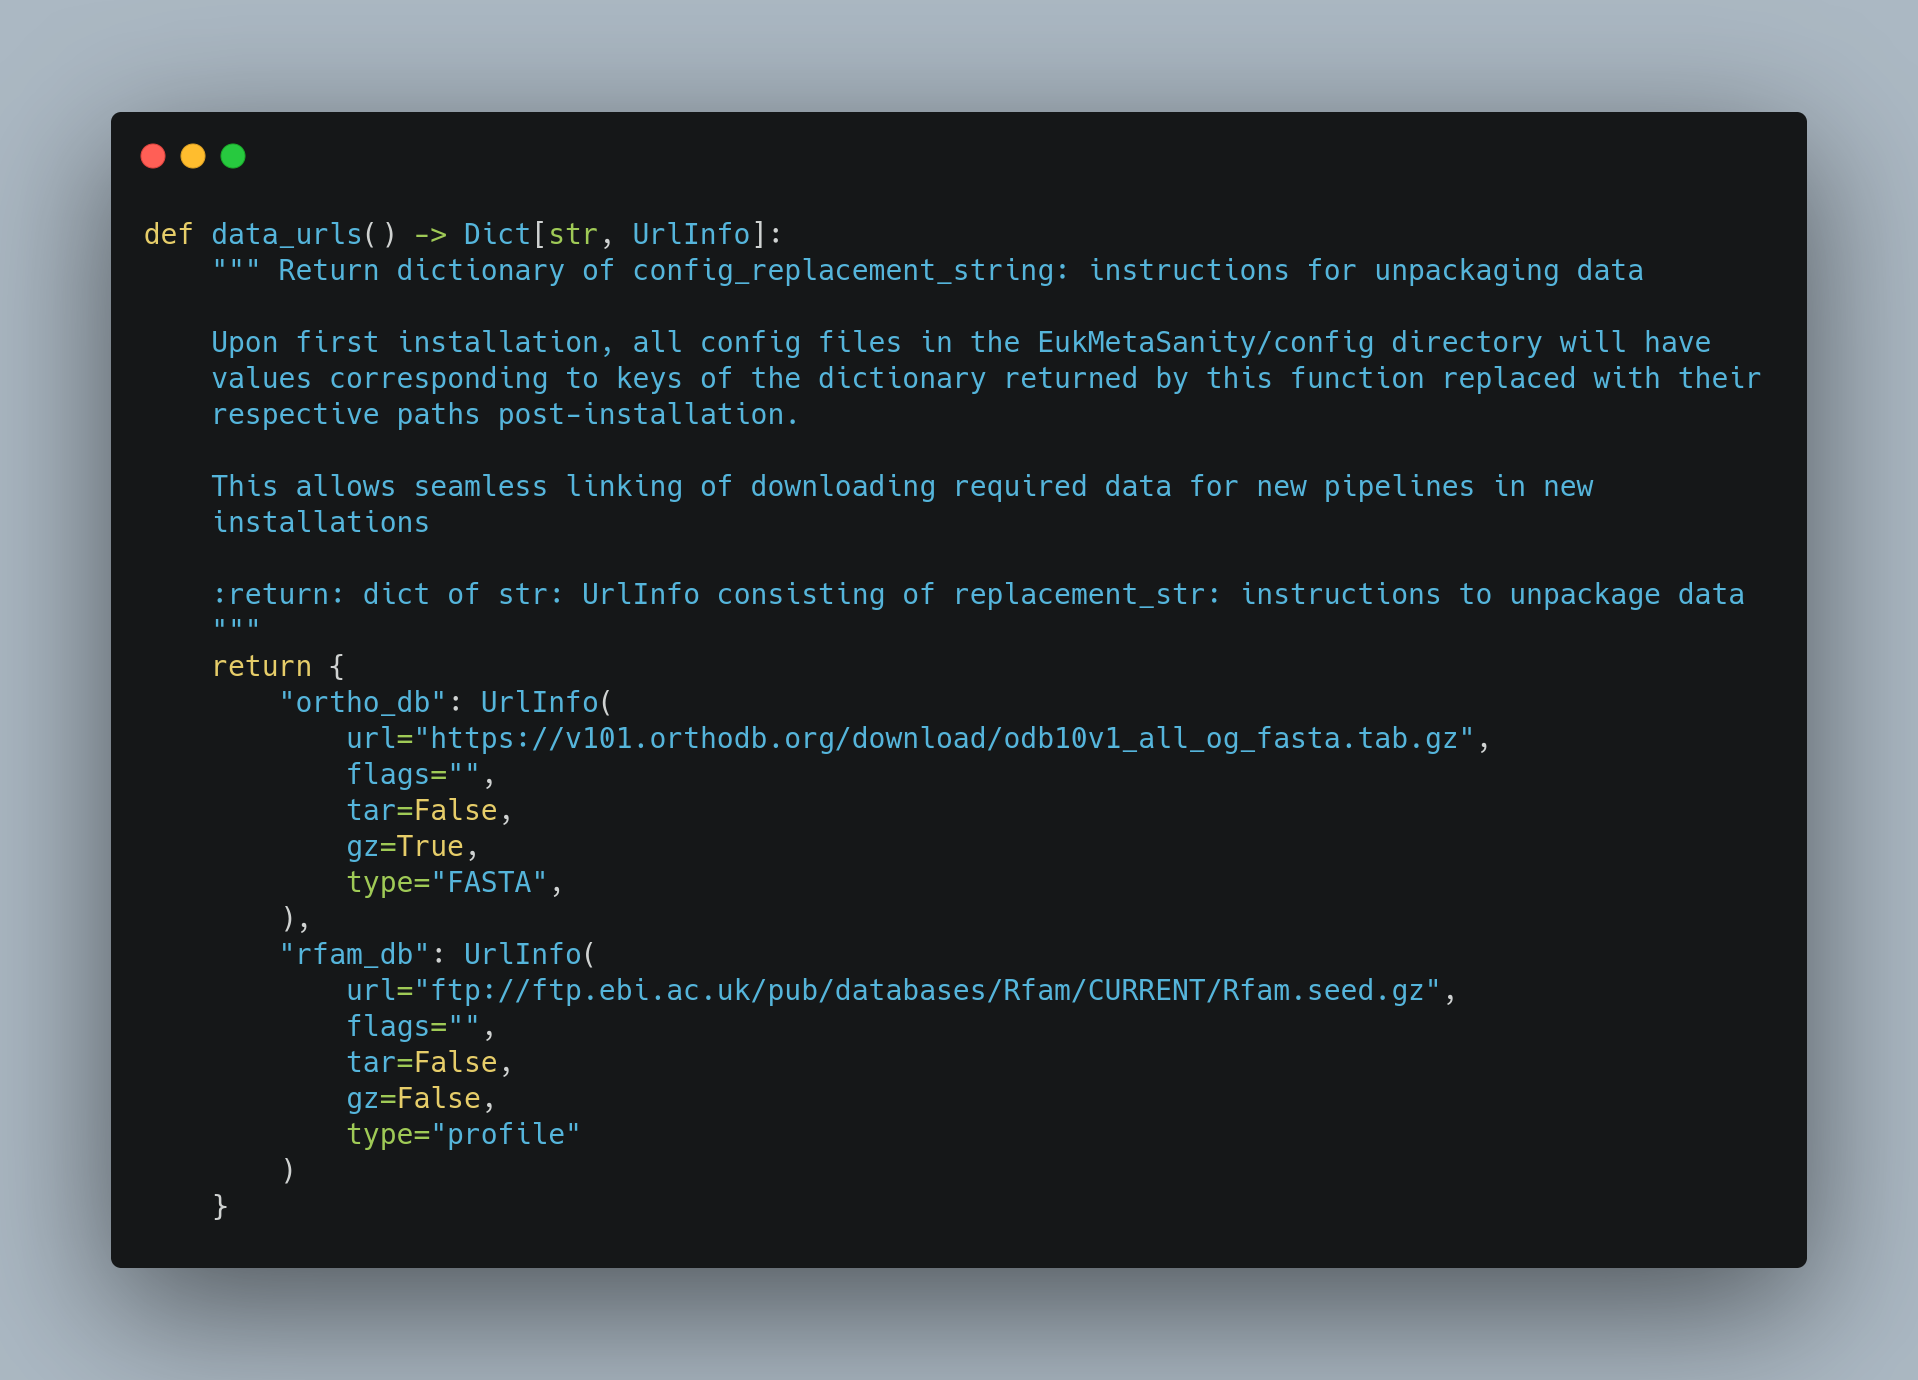 def data_urls() -> Dict[str, UrlInfo]:
    """ Return dictionary of config_replacement_string: instructions for unpackaging data

    Upon first installation, all config files in the EukMetaSanity/config directory will have
    values corresponding to keys of the dictionary returned by this function replaced with their
    respective paths post-installation.

    This allows seamless linking of downloading required data for new pipelines in new
    installations

    :return: dict of str: UrlInfo consisting of replacement_str: instructions to unpackage data
    """
    return {
        "ortho_db": UrlInfo(
            url="https://v101.orthodb.org/download/odb10v1_all_og_fasta.tab.gz",
            flags="",
            tar=False,
            gz=True,
            type="FASTA",
        ),
        "rfam_db": UrlInfo(
            url="ftp://ftp.ebi.ac.uk/pub/databases/Rfam/CURRENT/Rfam.seed.gz",
            flags="",
            tar=False,
            gz=False,
            type="profile"
        )
    }